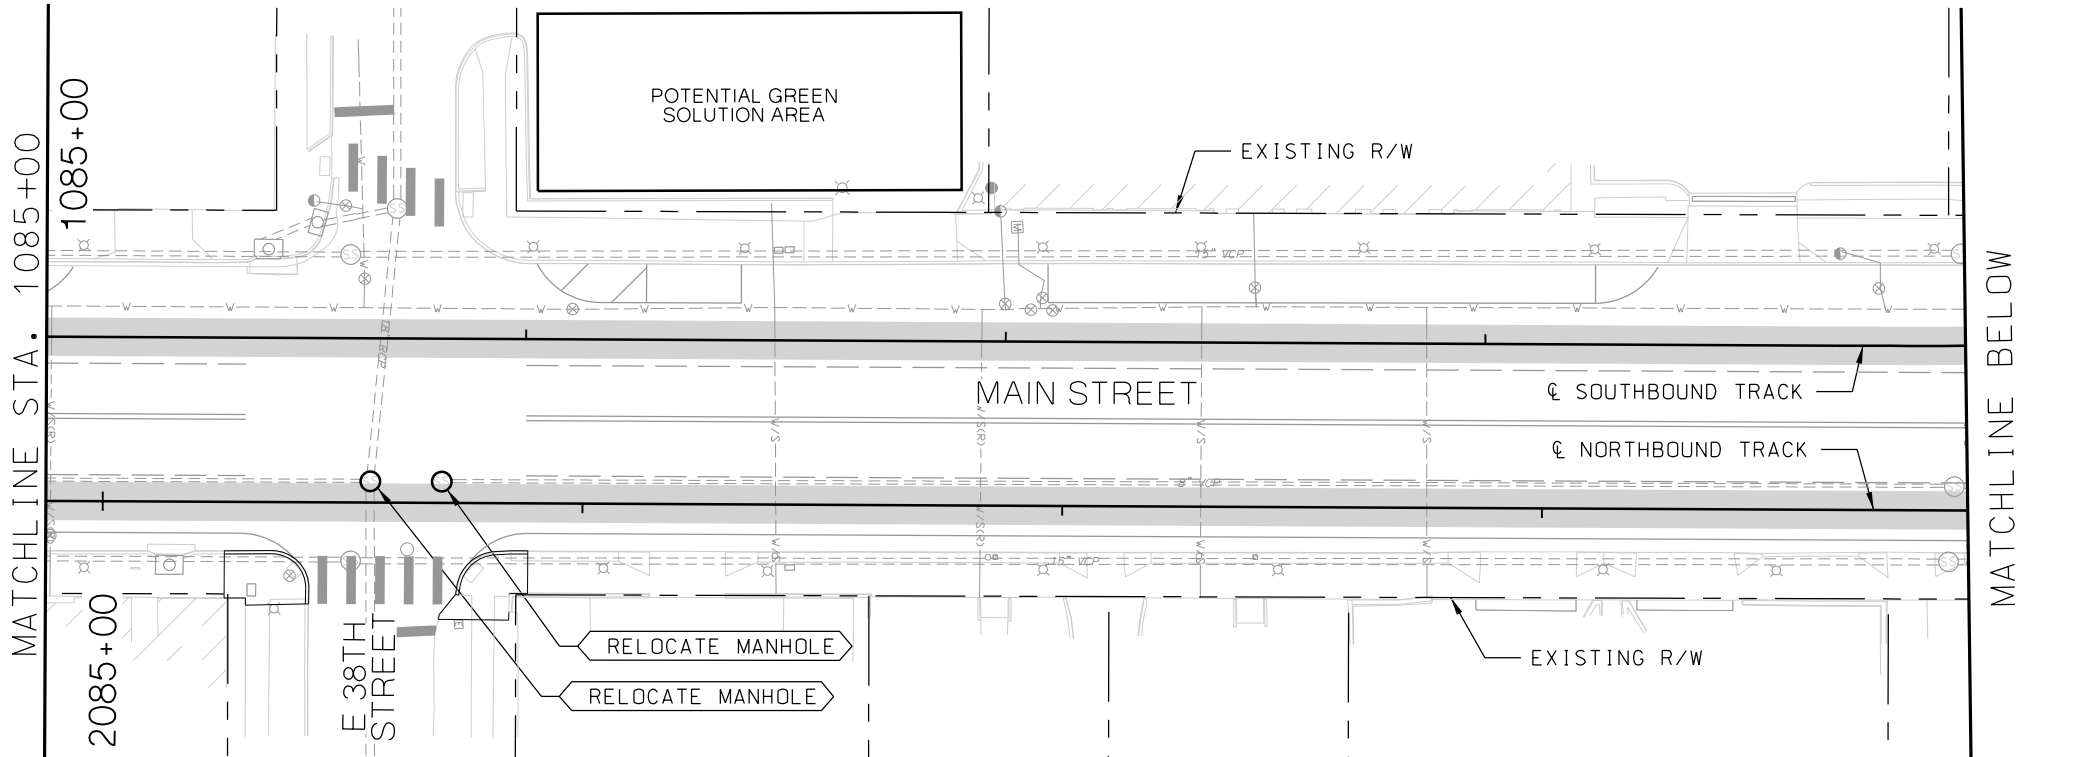 MATCHLINE STA. 1085+00
1085+00
POTENTIAL GREEN
SOLUTION AREA
EXISTING R/W
15" VCP
MAIN STREET
℄ SOUTHBOUND TRACK
℄ NORTHBOUND TRACK
8" VCP
15" VCP
W/S(R)
W/S
W/S(R)
W/S
W/S
W/S(R)
W/S(R)
W/S
W/S
W/S
2085+00
E 38TH
STREET
RELOCATE MANHOLE
RELOCATE MANHOLE
EXISTING R/W
MATCHLINE BELOW